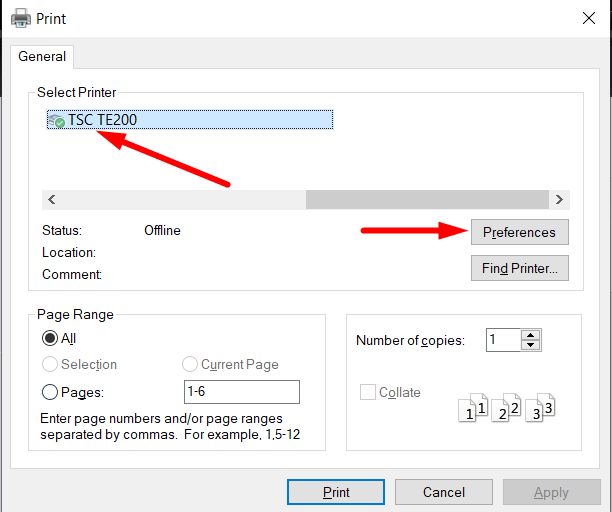 Print
General
Select Printer
TSC TE200
Status: Offline
Preferences
Location:
Comment:
Find Printer...
Page Range
All
Selection
Current Page
Pages: 1-6
Enter page numbers and/or page ranges
separated by commas. For example, 1,5-12
Number of copies: 1
Collate
1 1 2 2 3 3
Print Cancel Apply